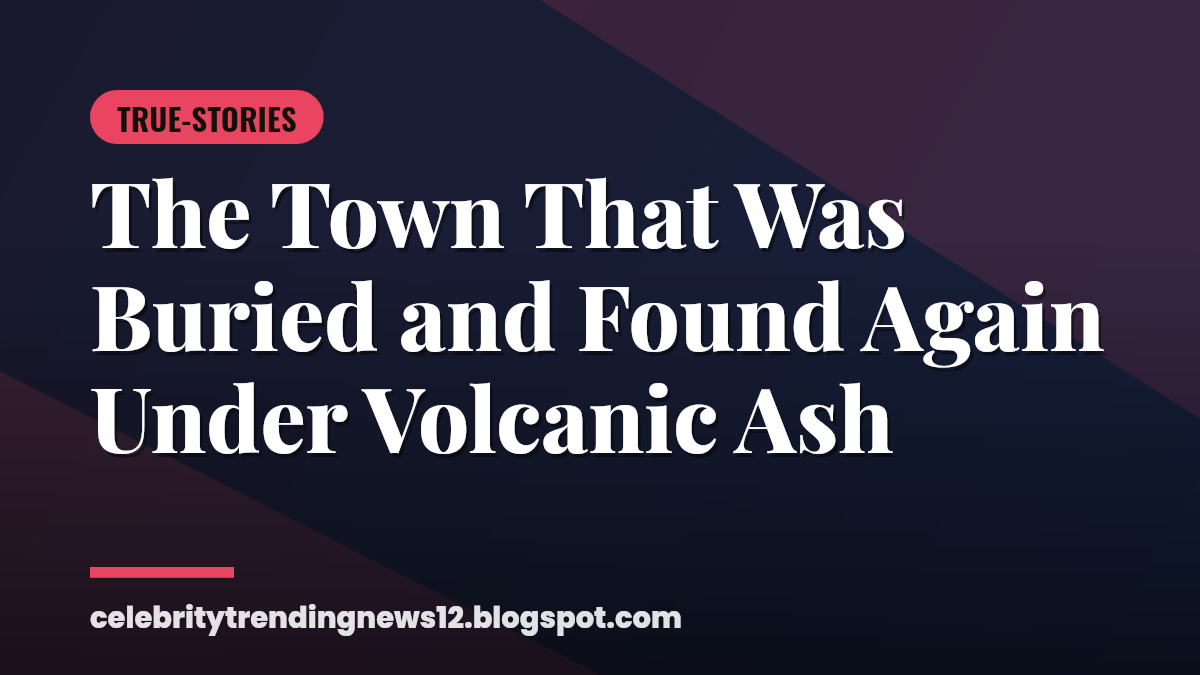 TRUE-STORIES
The Town That Was
Buried and Found Again
Under Volcanic Ash
celebritytrendingnews12.blogspot.com